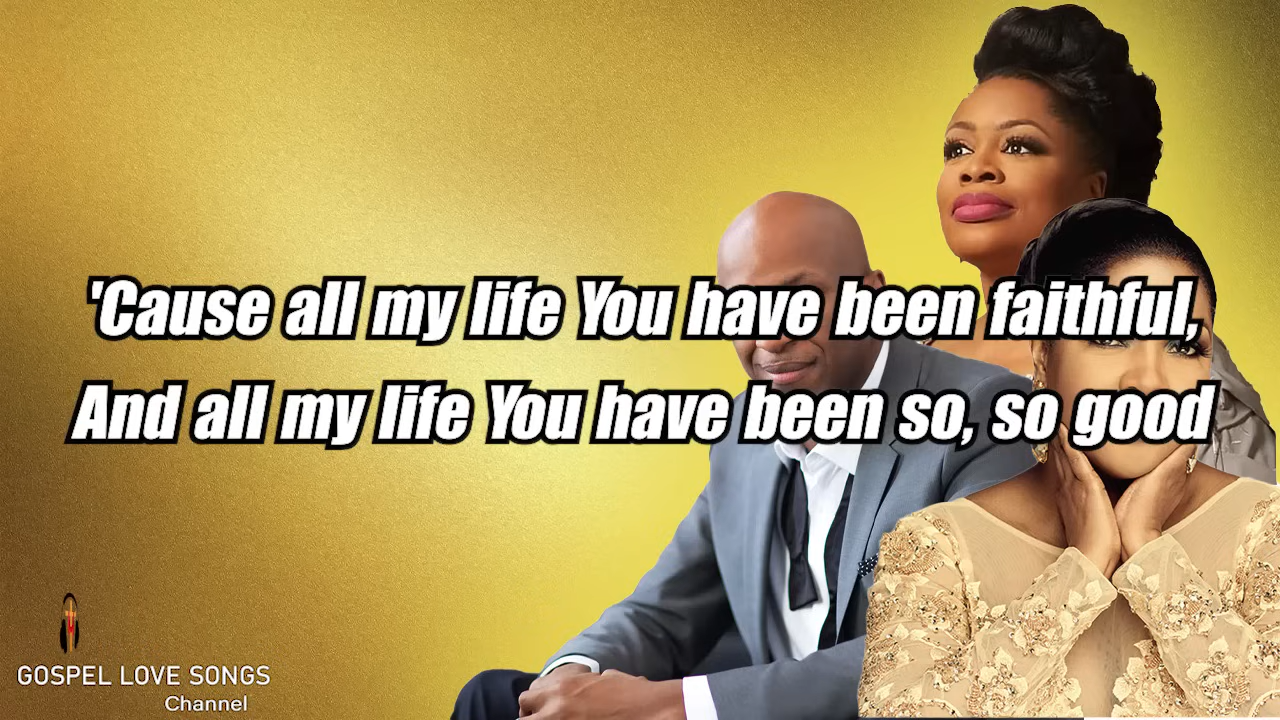 'Cause all my life You have been faithful,
And all my life You have been so, so good
GOSPEL LOVE SONGS
Channel